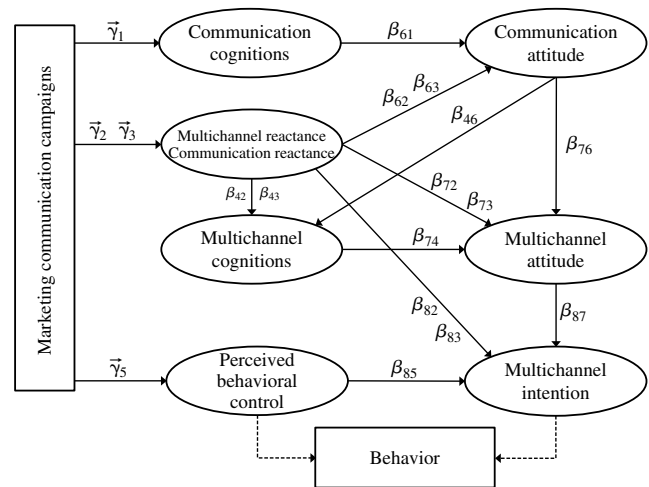 Marketing communication campaigns
γ⃗₁
Communication
cognitions
β₆₁
Communication
attitude
β₆₂ β₆₃
β₄₆
β₇₆
γ⃗₂ γ⃗₃
Multichannel reactance
Communication reactance
β₄₂ β₄₃
β₇₂
β₇₃
Multichannel
cognitions
β₇₄
Multichannel
attitude
β₈₂
β₈₃
β₈₇
γ⃗₅
Perceived
behavioral
control
β₈₅
Multichannel
intention
Behavior